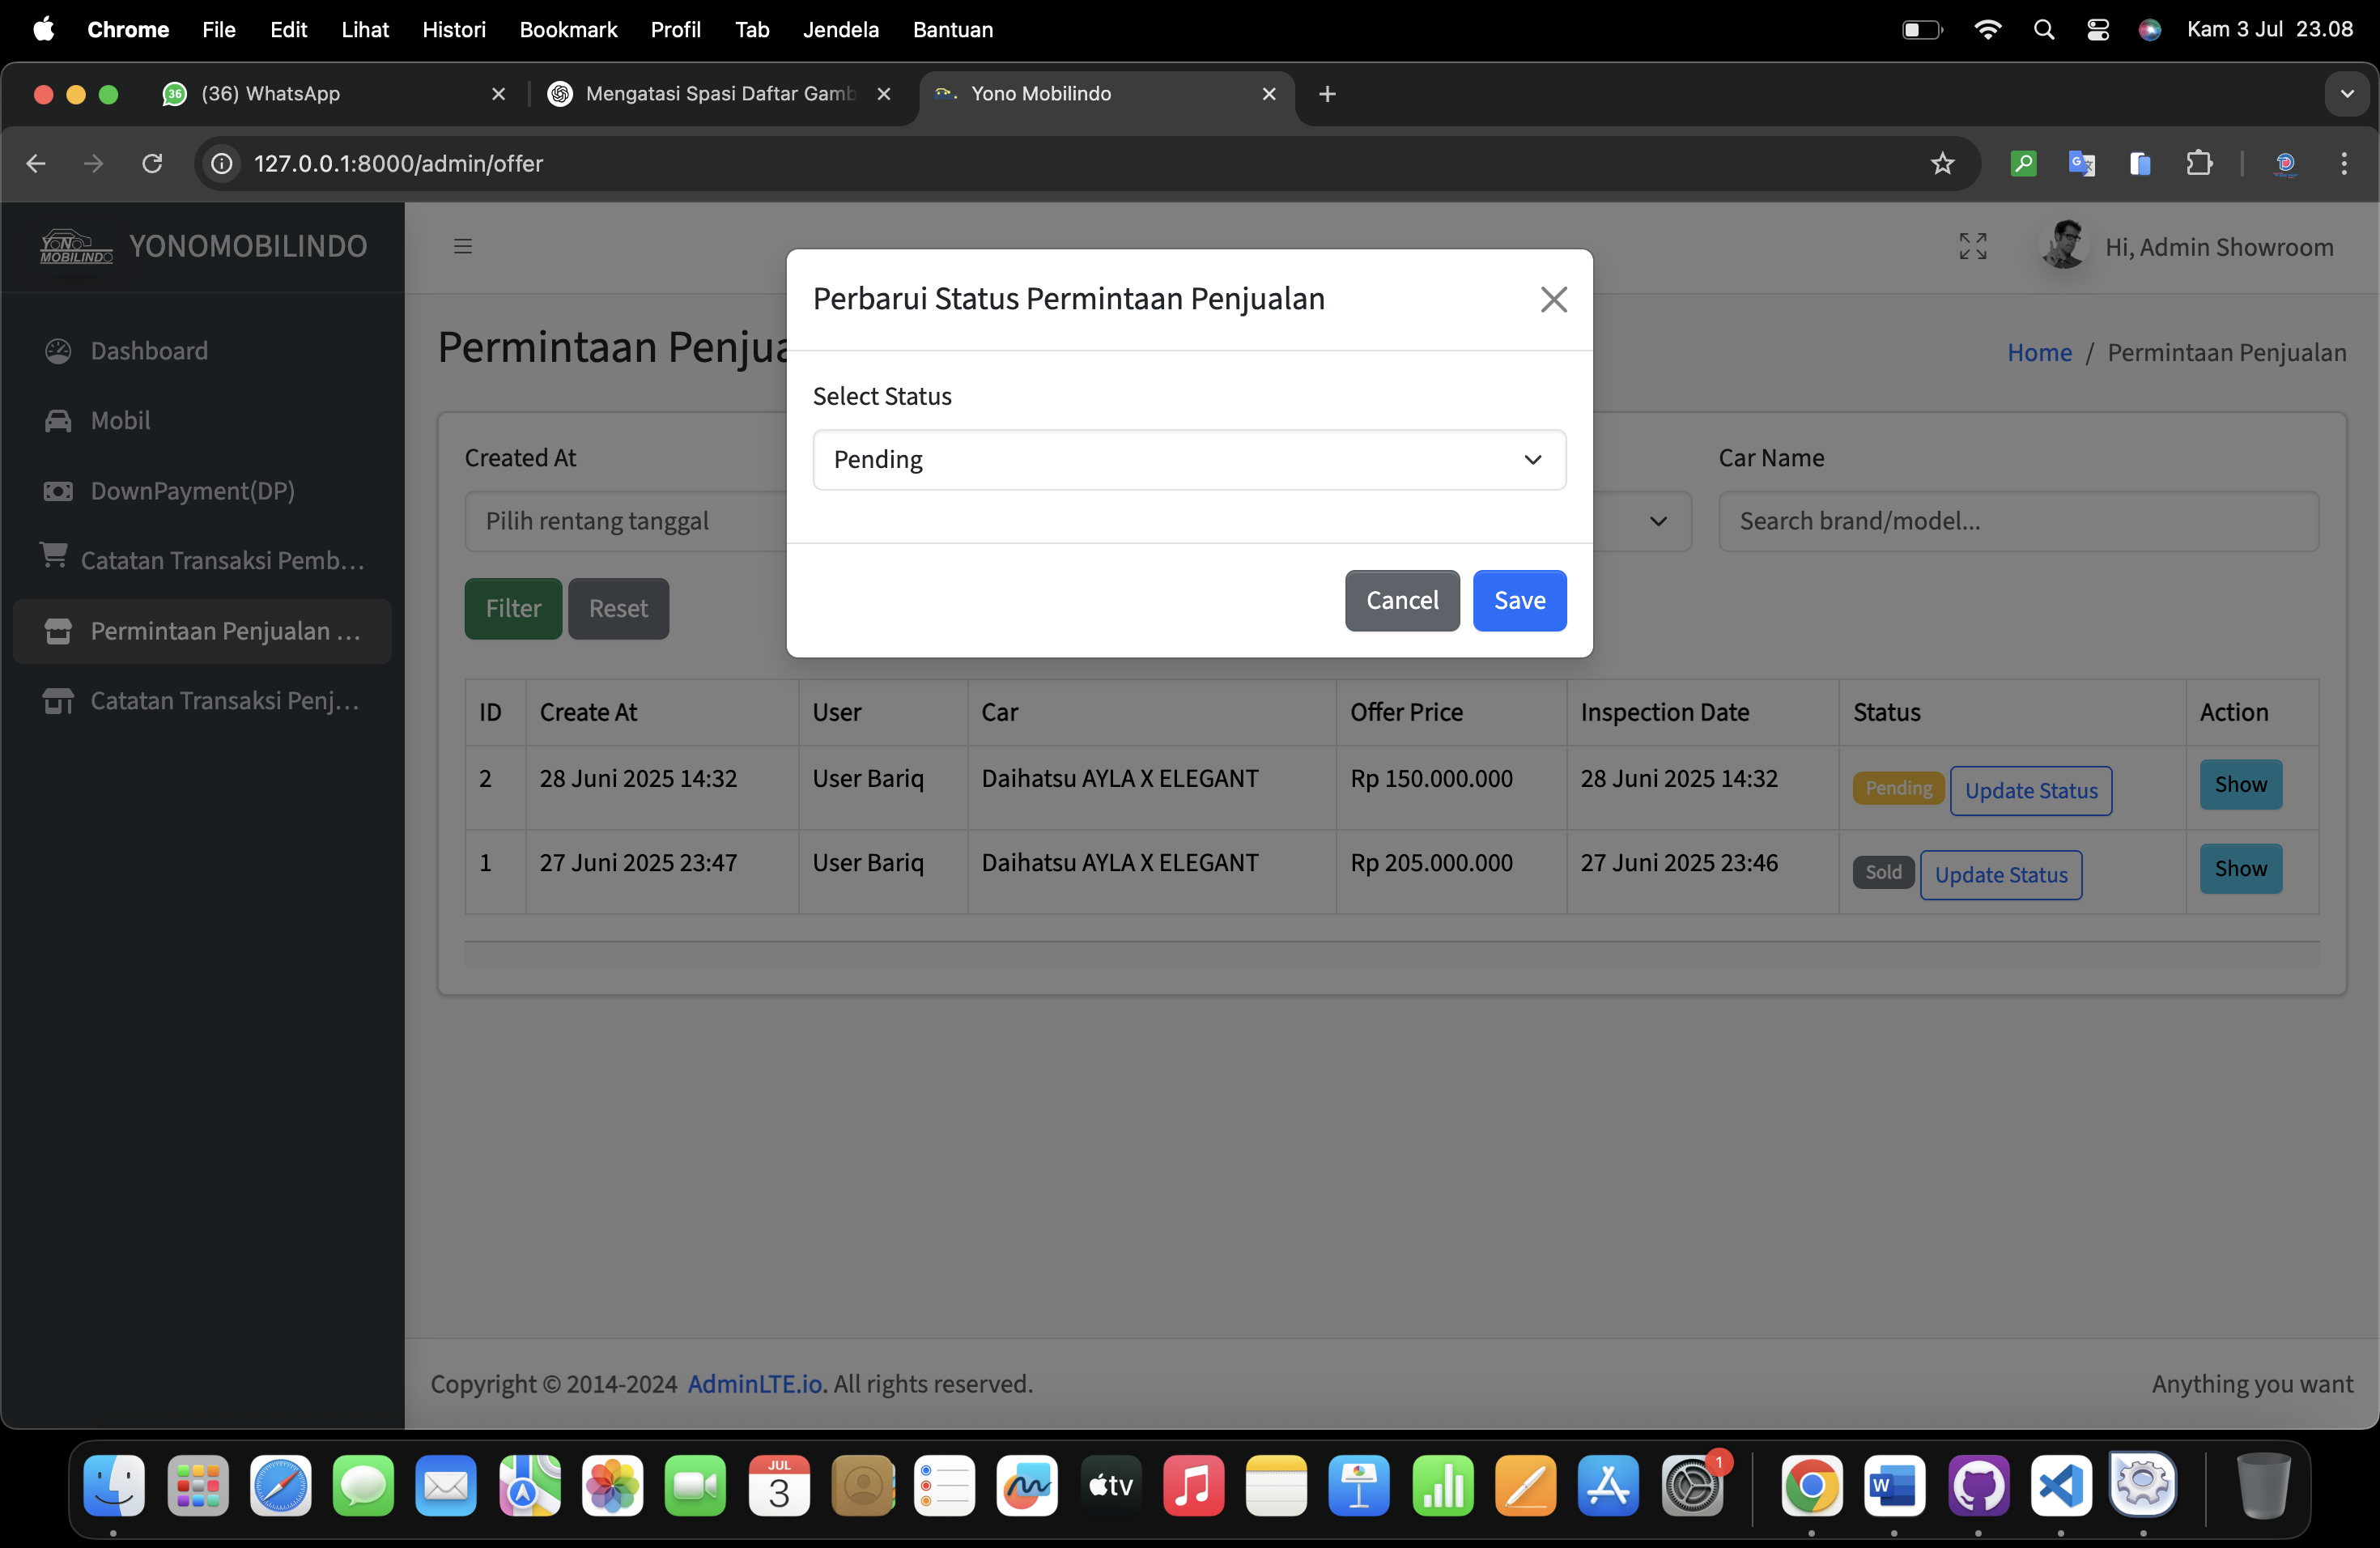 Chrome File Edit Lihat Histori Bookmark Profil Tab Jendela Bantuan Kam 3 Jul 23.08
36 (36) WhatsApp Mengatasi Spasi Daftar Gamb Yono Mobilindo
127.0.0.1:8000/admin/offer
YONO MOBILINDO YONOMOBILINDO
Hi, Admin Showroom
Dashboard
Mobil
DownPayment(DP)
Catatan Transaksi Pemb...
Permintaan Penjualan ...
Catatan Transaksi Penj...
Permintaan Penjua
Home / Permintaan Penjualan
Perbarui Status Permintaan Penjualan
Select Status
Pending
Cancel Save
Created At
Pilih rentang tanggal
Car Name
Search brand/model...
Filter Reset
ID Create At User Car Offer Price Inspection Date Status Action
2 28 Juni 2025 14:32 User Bariq Daihatsu AYLA X ELEGANT Rp 150.000.000 28 Juni 2025 14:32 Pending Update Status Show
1 27 Juni 2025 23:47 User Bariq Daihatsu AYLA X ELEGANT Rp 205.000.000 27 Juni 2025 23:46 Sold Update Status Show
Copyright © 2014-2024 AdminLTE.io. All rights reserved.
Anything you want
JUL
3
tv
1
W